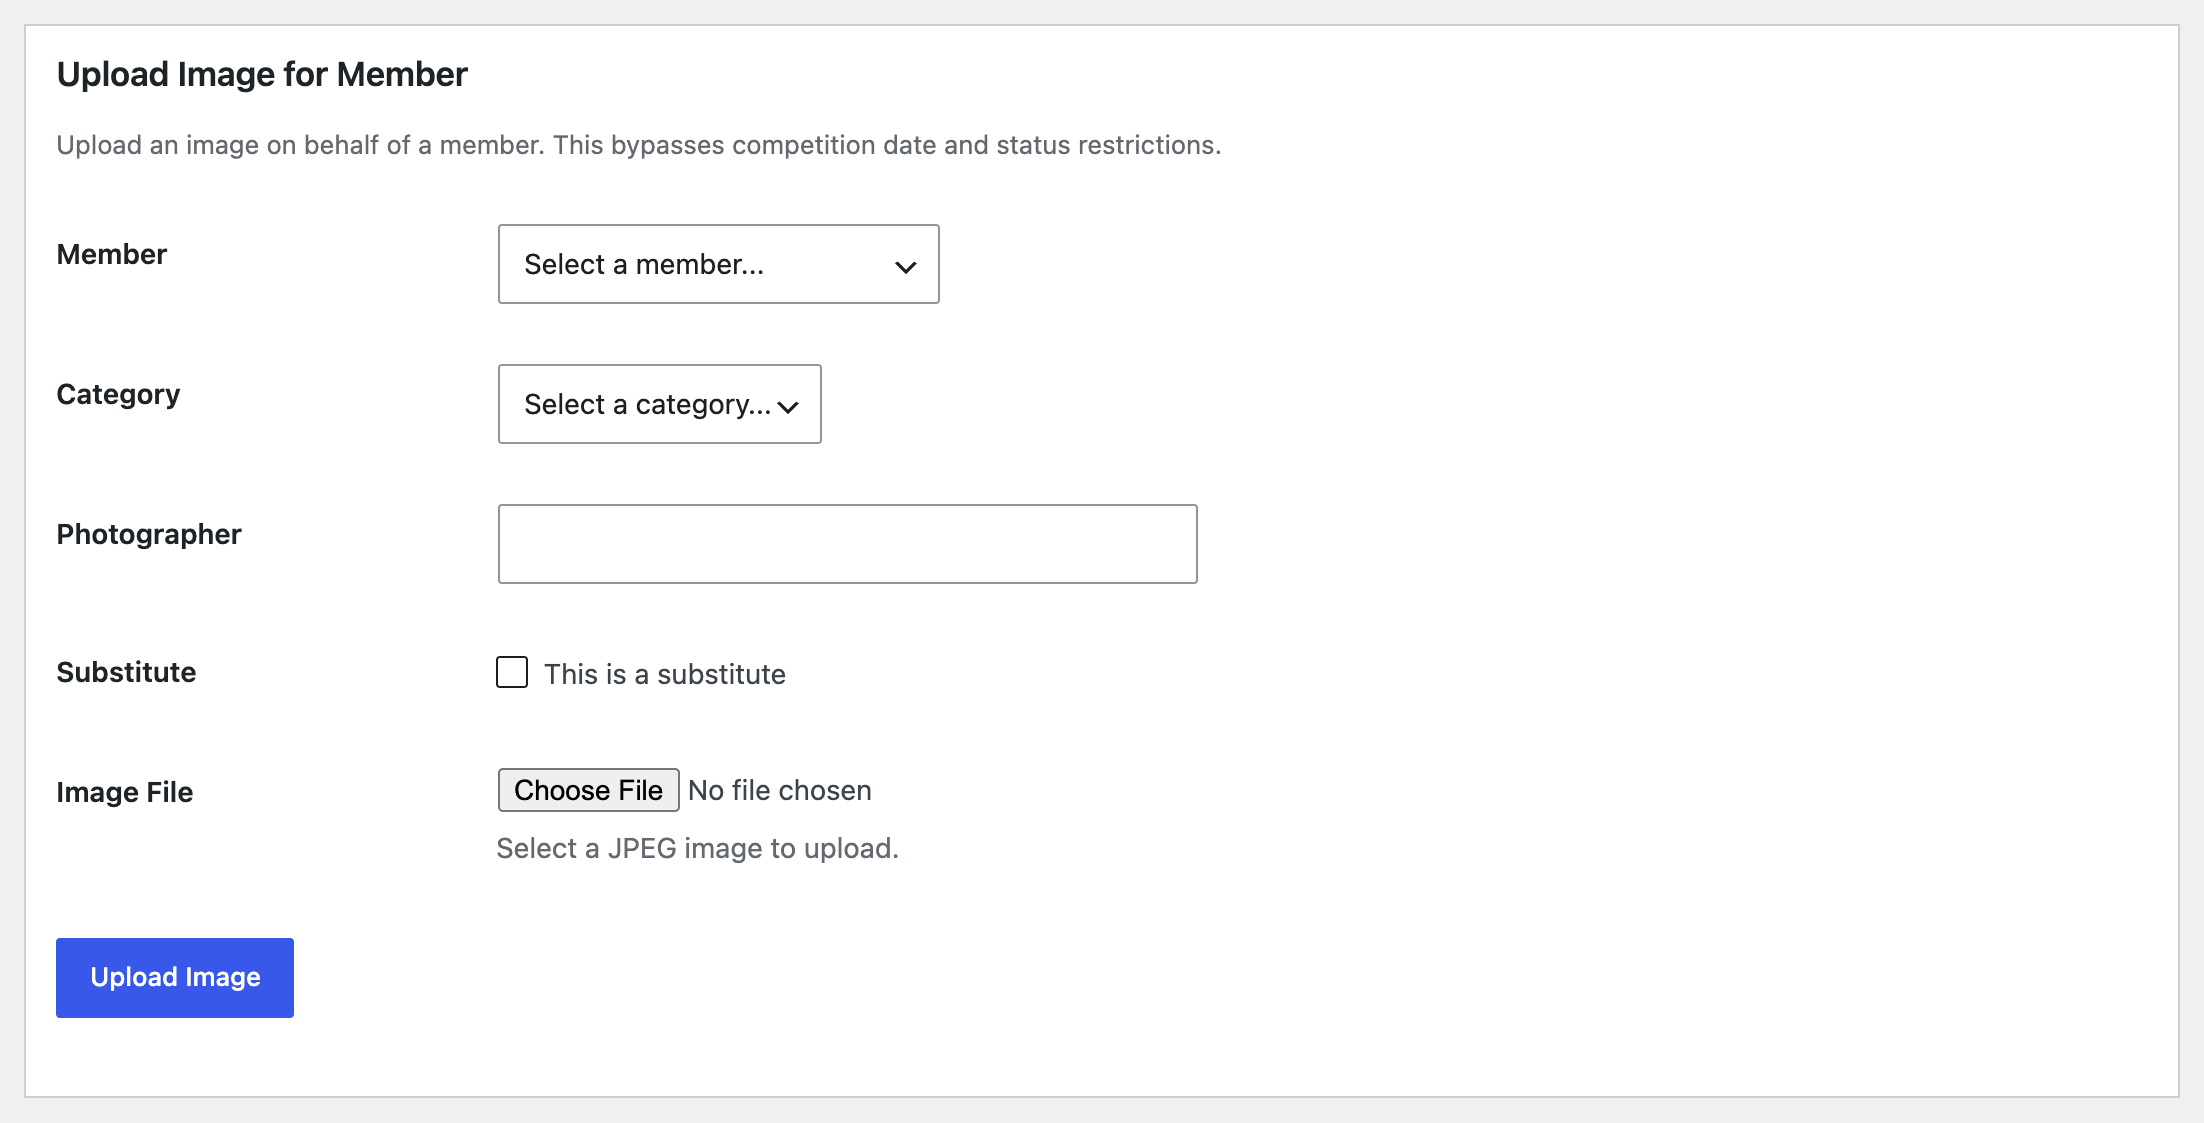 Upload Image for Member
Upload an image on behalf of a member. This bypasses competition date and status restrictions.
Member
Select a member...
Category
Select a category...
Photographer
Substitute
This is a substitute
Image File
Choose File No file chosen
Select a JPEG image to upload.
Upload Image